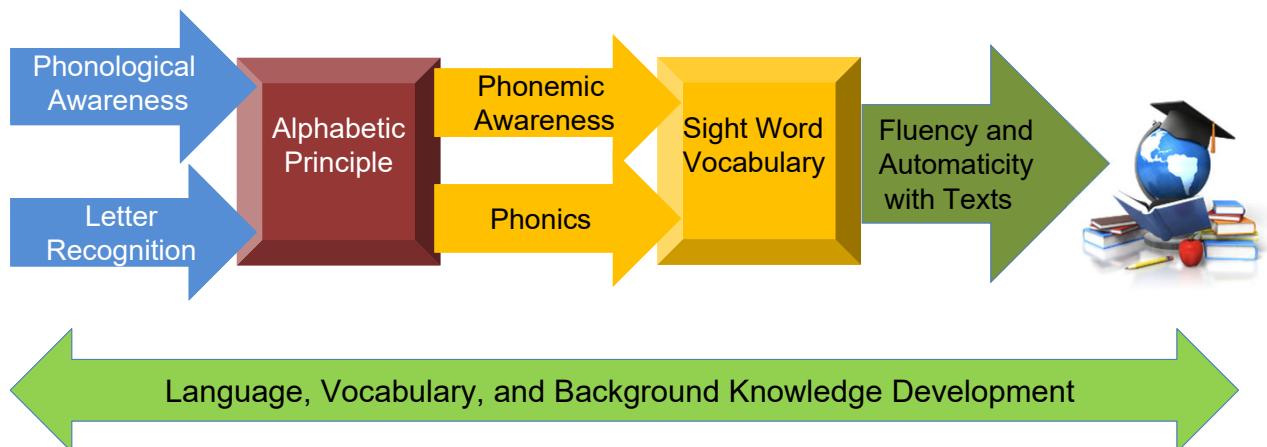 Phonological
Awareness
Letter
Recognition
Alphabetic
Principle
Phonemic
Awareness
Phonics
Sight Word
Vocabulary
Fluency and
Automaticity
with Texts
Language, Vocabulary, and Background Knowledge Development